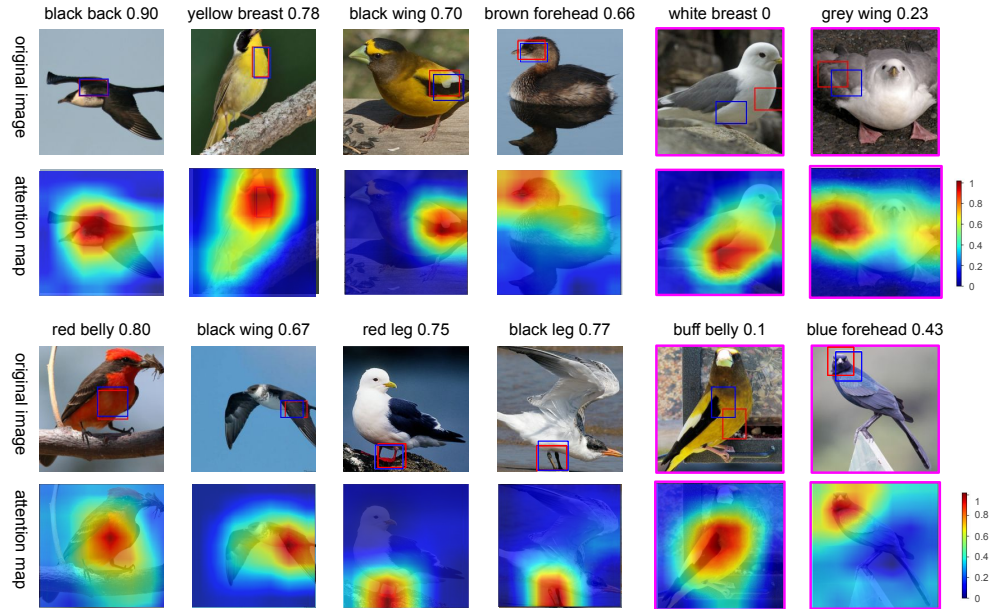 black back 0.90 yellow breast 0.78 black wing 0.70 brown forehead 0.66 white breast 0 grey wing 0.23
original image
attention map
1
0.8
0.6
0.4
0.2
0
red belly 0.80 black wing 0.67 red leg 0.75 black leg 0.77 buff belly 0.1 blue forehead 0.43
original image
attention map
1
0.8
0.6
0.4
0.2
0